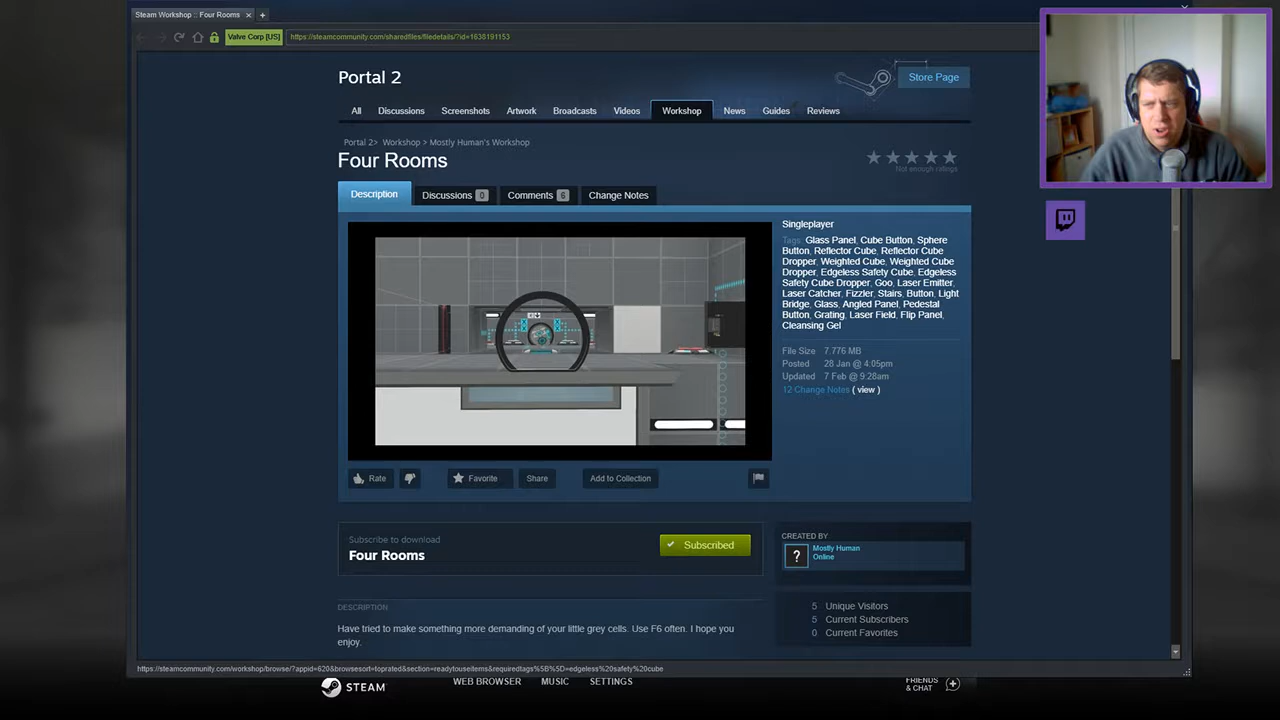 Steam Workshop :: Four Rooms
Valve Corp [US] https://steamcommunity.com/sharedfiles/filedetails/?id=1638191153
Portal 2
Store Page
All Discussions Screenshots Artwork Broadcasts Videos Workshop News Guides Reviews
Portal 2 > Workshop > Mostly Human's Workshop
Four Rooms
Not enough ratings
Description Discussions 0 Comments 6 Change Notes
Singleplayer
Tags: Glass Panel, Cube Button, Sphere
Button, Reflector Cube, Reflector Cube
Dropper, Weighted Cube, Weighted Cube
Dropper, Edgeless Safety Cube, Edgeless
Safety Cube Dropper, Goo, Laser Emitter,
Laser Catcher, Fizzler, Stairs, Button, Light
Bridge, Glass, Angled Panel, Pedestal
Button, Grating, Laser Field, Flip Panel,
Cleansing Gel
File Size 7.776 MB
Posted 28 Jan @ 4:05pm
Updated 7 Feb @ 9:28am
12 Change Notes ( view )
Rate Favorite Share Add to Collection
Subscribe to download
Four Rooms
Subscribed
CREATED BY
Mostly Human
Online
5 Unique Visitors
5 Current Subscribers
0 Current Favorites
DESCRIPTION
Have tried to make something more demanding of your little grey cells. Use F6 often. I hope you
enjoy.
https://steamcommunity.com/workshop/browse/?appid=620&browsesort=toprated&section=readytouseitems&requiredtags%5B%5D=edgeless%20safety%20cube
STEAM
WEB BROWSER MUSIC SETTINGS
FRIENDS
& CHAT